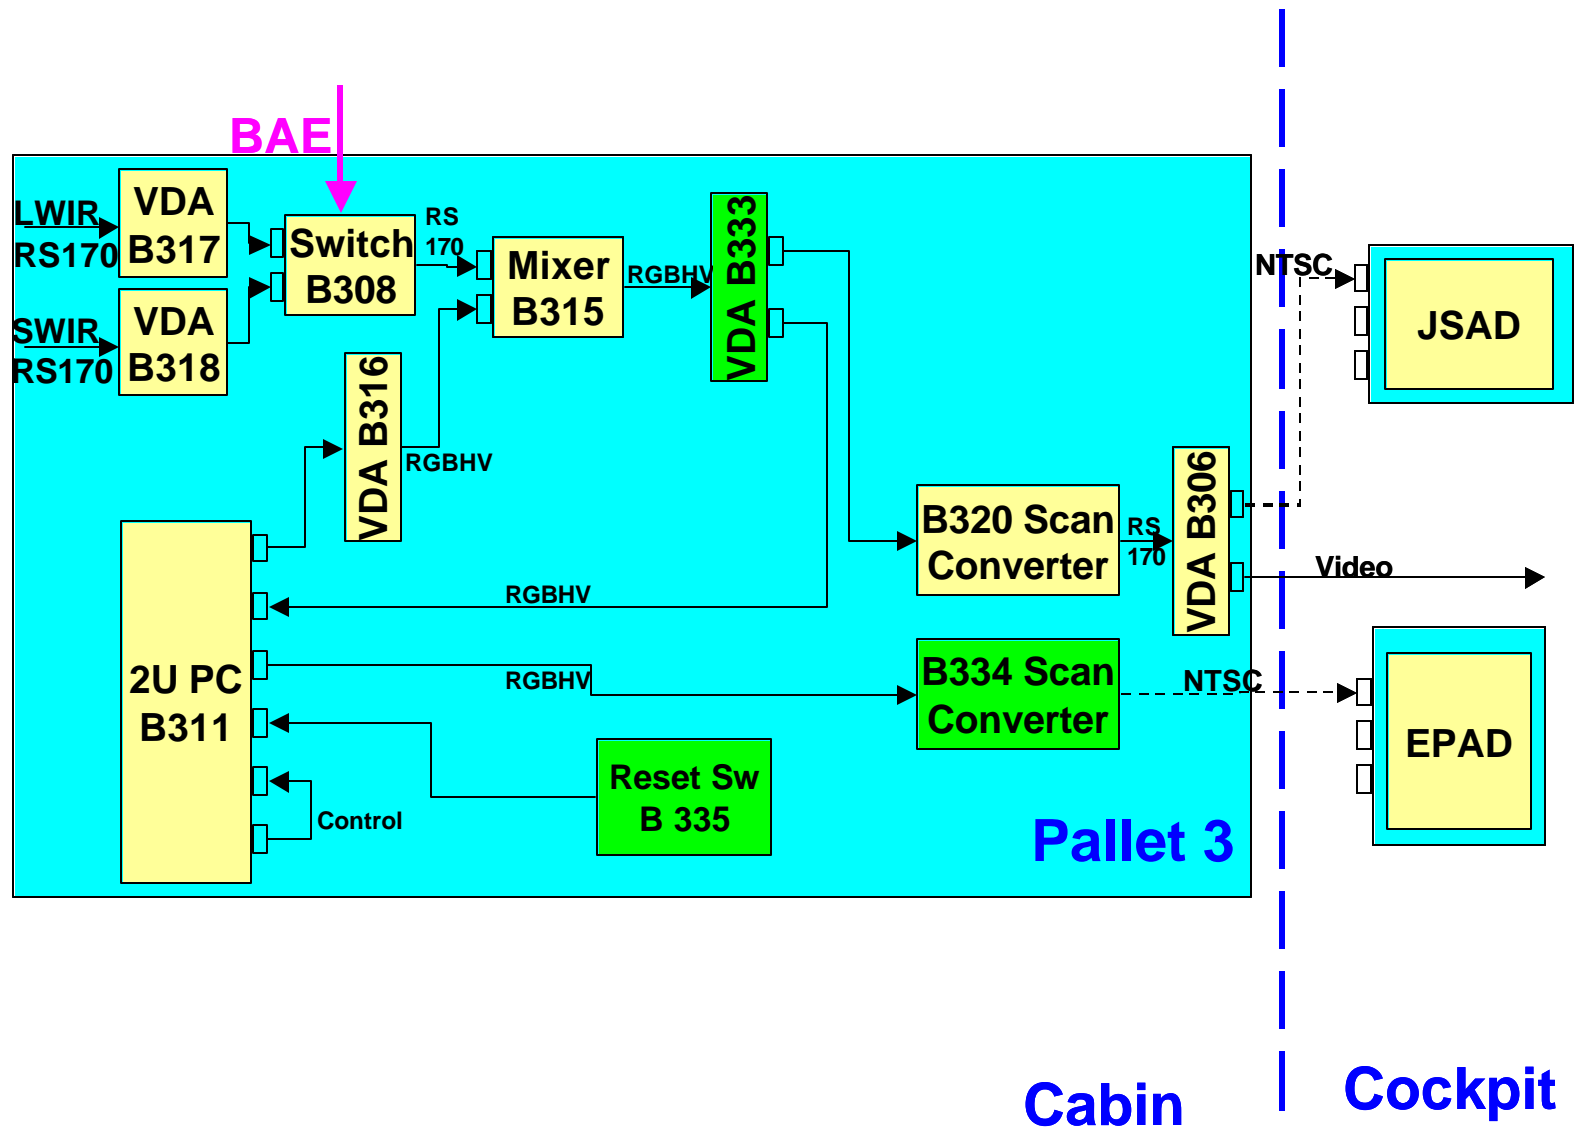 BAE
LWIR
RS170
VDA
B317
SWIR
RS170
VDA
B318
Switch
B308
RS
170
Mixer
B315
RGBHV
VDA B333
VDA B316
RGBHV
NTSC
JSAD
B320 Scan
Converter
RS
170
VDA B306
Video
RGBHV
2U PC
B311
RGBHV
B334 Scan
Converter
NTSC
EPAD
Reset Sw
B 335
Control
Pallet 3
Cabin
Cockpit